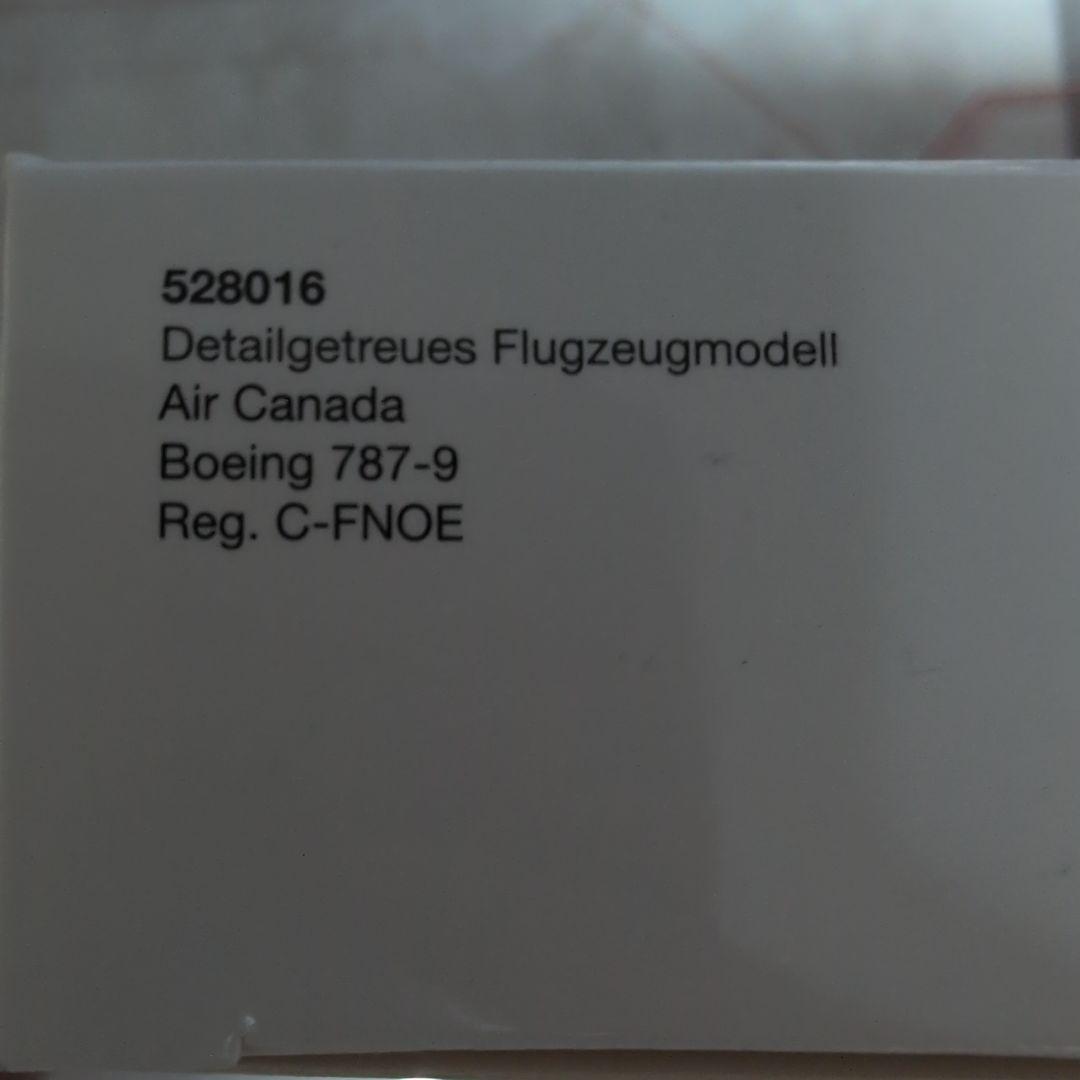 528016
Detailgetreues Flugzeugmodell
Air Canada
Boeing 787-9
Reg. C-FNOE